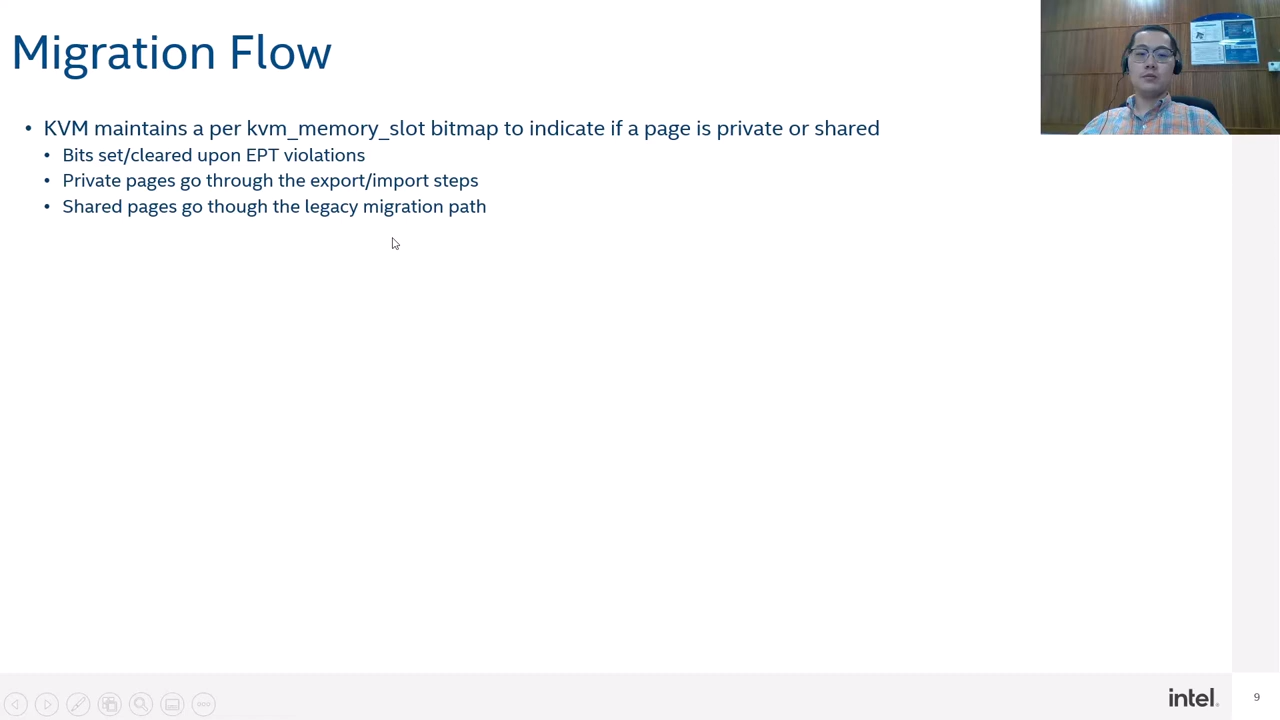 Migration Flow
• KVM maintains a per kvm_memory_slot bitmap to indicate if a page is private or shared
• Bits set/cleared upon EPT violations
• Private pages go through the export/import steps
• Shared pages go though the legacy migration path
intel.
9